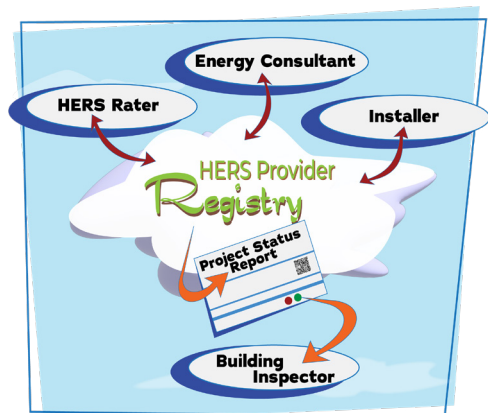 Energy Consultant
HERS Rater
Installer
HERS Provider
Registry
Project Status
Report
Building
Inspector